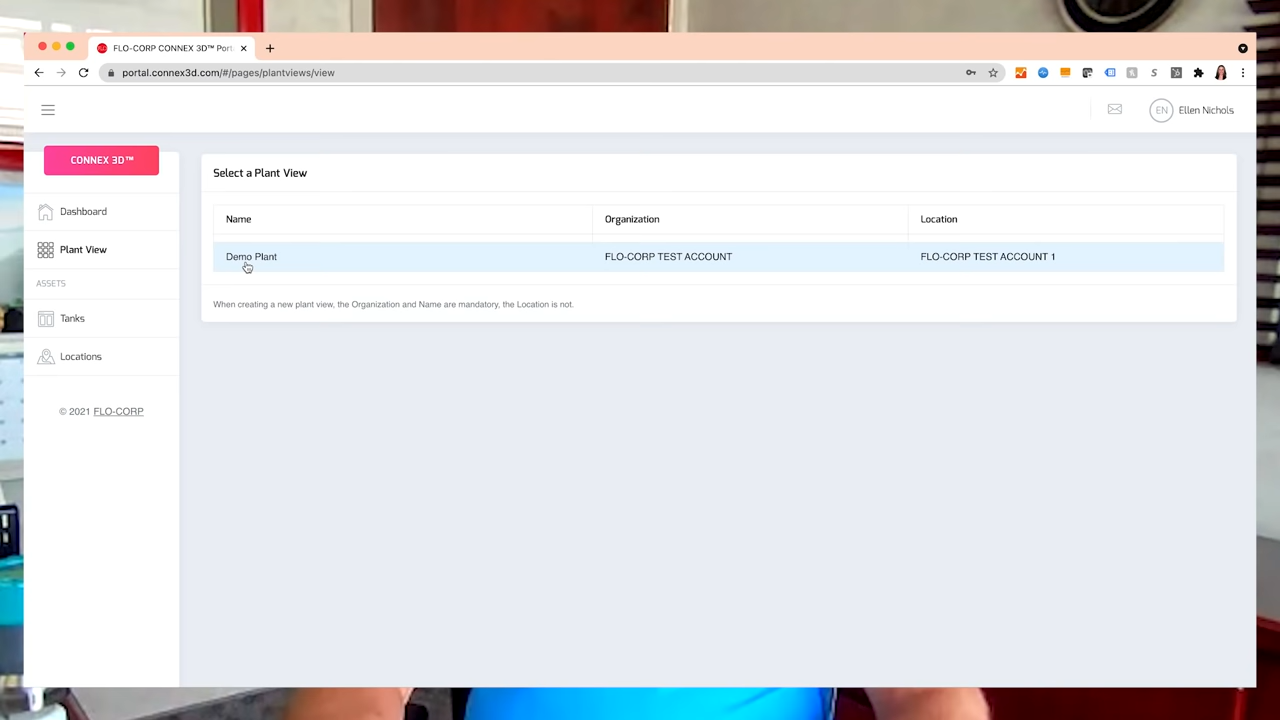 FLO-CORP CONNEX 3D™ Port
portal.connex3d.com/#/pages/plantviews/view
EN Ellen Nichols
CONNEX 3D™
Dashboard
Plant View
ASSETS
Tanks
Locations
© 2021 FLO-CORP
Select a Plant View
Name Organization Location
Demo Plant FLO-CORP TEST ACCOUNT FLO-CORP TEST ACCOUNT 1
When creating a new plant view, the Organization and Name are mandatory, the Location is not.